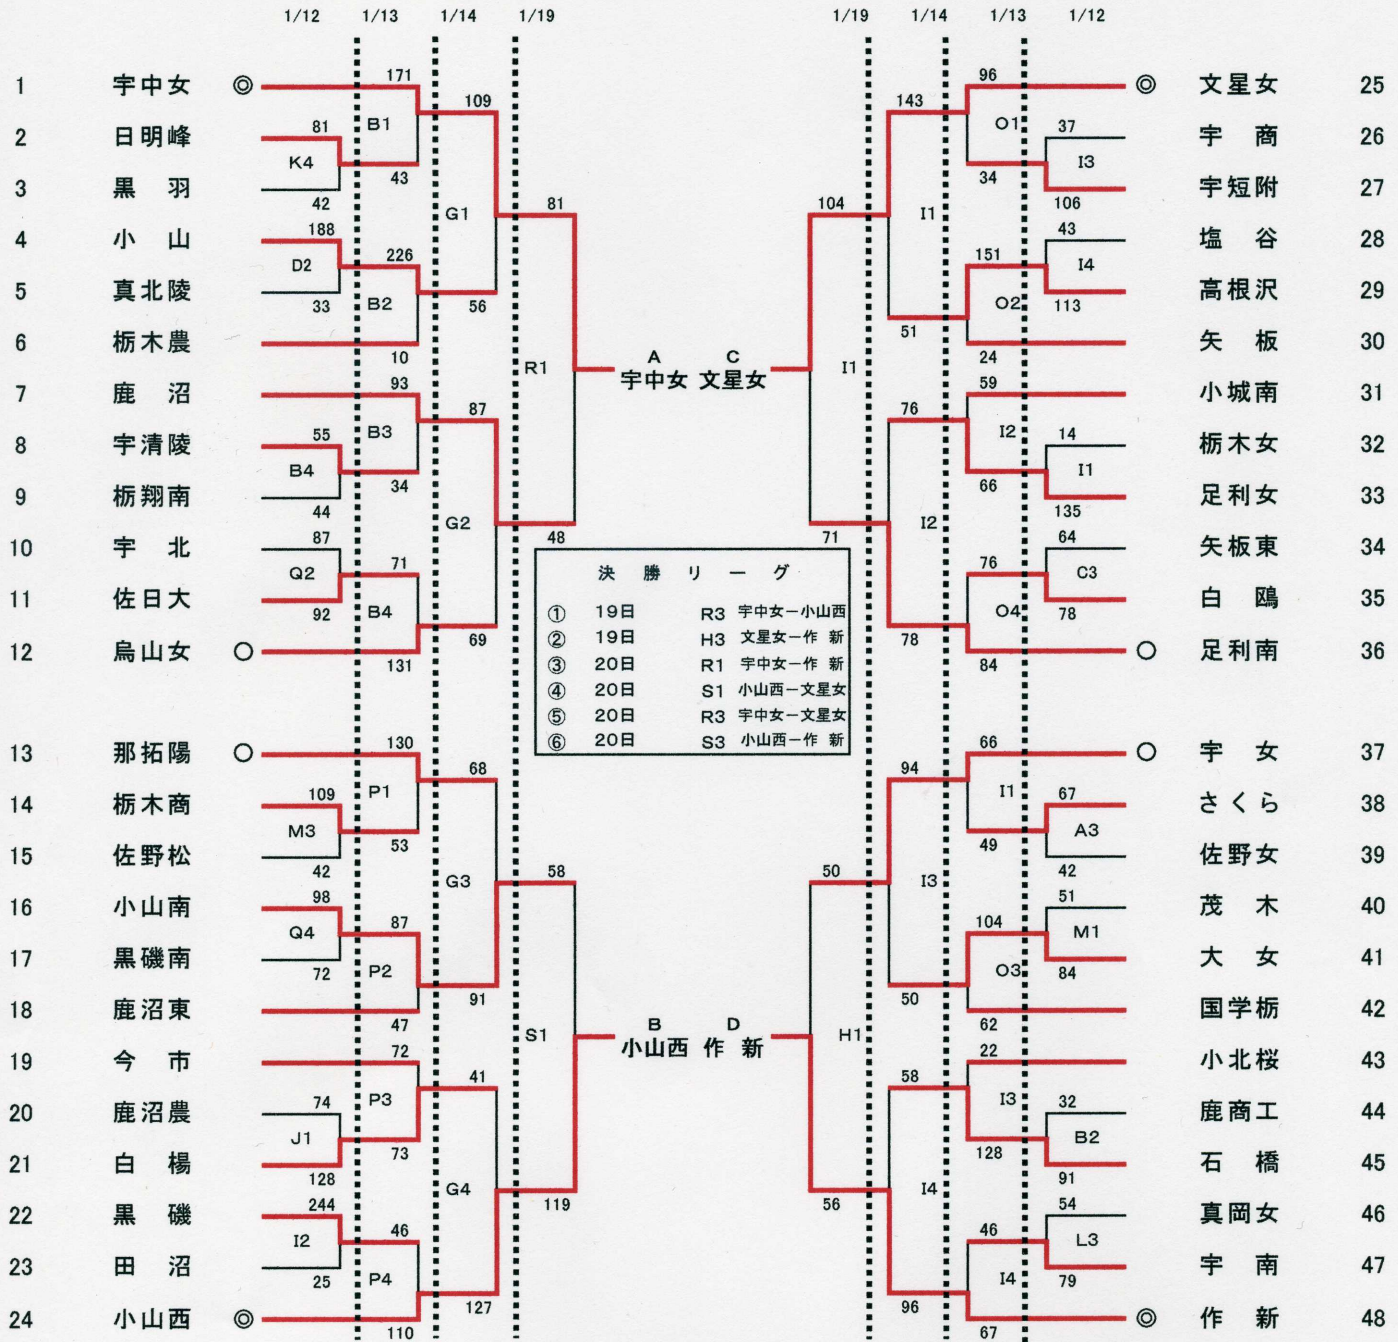 1/12 1/13 1/14 1/19 1/19 1/14 1/13 1/12
171 96
1 宇中女 ◎ ◎ 文星女 25
109 143
81 B1 O1 37
2 日明峰 宇 商 26
K4 I3
3 黒 羽 43 34 宇短附 27
42 G1 81 104 I1 106
188 43
4 小 山 塩 谷 28
D2 226 151 I4
5 真北陵 高根沢 29
33 B2 56 51 O2 113
6 栃木農 矢 板 30
10 R1 A C I1 24
宇中女 文星女
93 59
7 鹿 沼 小城南 31
87 76
55 B3 I2 14
8 宇清陵 栃木女 32
B4 I1
9 栃翔南 34 66 足利女 33
44 G2 I2 135
87 48 71 64
10 宇 北 矢板東 34
Q2 71 決 勝 リ ー グ 76 C3
11 佐日大 白 鴎 35
92 B4 ① 19日 R3 宇中女－小山西 O4 78
69 ② 19日 H3 文星女－作 新 78
12 烏山女 ○ ○ 足利南 36
131 ③ 20日 R1 宇中女－作 新 84
④ 20日 S1 小山西－文星女
⑤ 20日 R3 宇中女－文星女
⑥ 20日 S3 小山西－作 新
130 66
13 那拓陽 ○ ○ 宇 女 37
68 94
109 P1 I1 67
14 栃木商 さくら 38
M3 A3
15 佐野松 53 49 佐野女 39
42 G3 58 50 I3 42
98 51
16 小山南 茂 木 40
Q4 87 104 M1
17 黒磯南 大 女 41
72 P2 91 50 O3 84
18 鹿沼東 国学栃 42
47 S1 B D H1 62
小山西 作 新
72 22
19 今 市 小北桜 43
41 58
74 P3 I3 32
20 鹿沼農 鹿商工 44
J1 B2
21 白 楊 73 128 石 橋 45
128 G4 119 56 I4 91
244 54
22 黒 磯 真岡女 46
I2 46 46 L3
23 田 沼 宇 南 47
25 P4 127 96 I4 79
24 小山西 ◎ ◎ 作 新 48
110 67